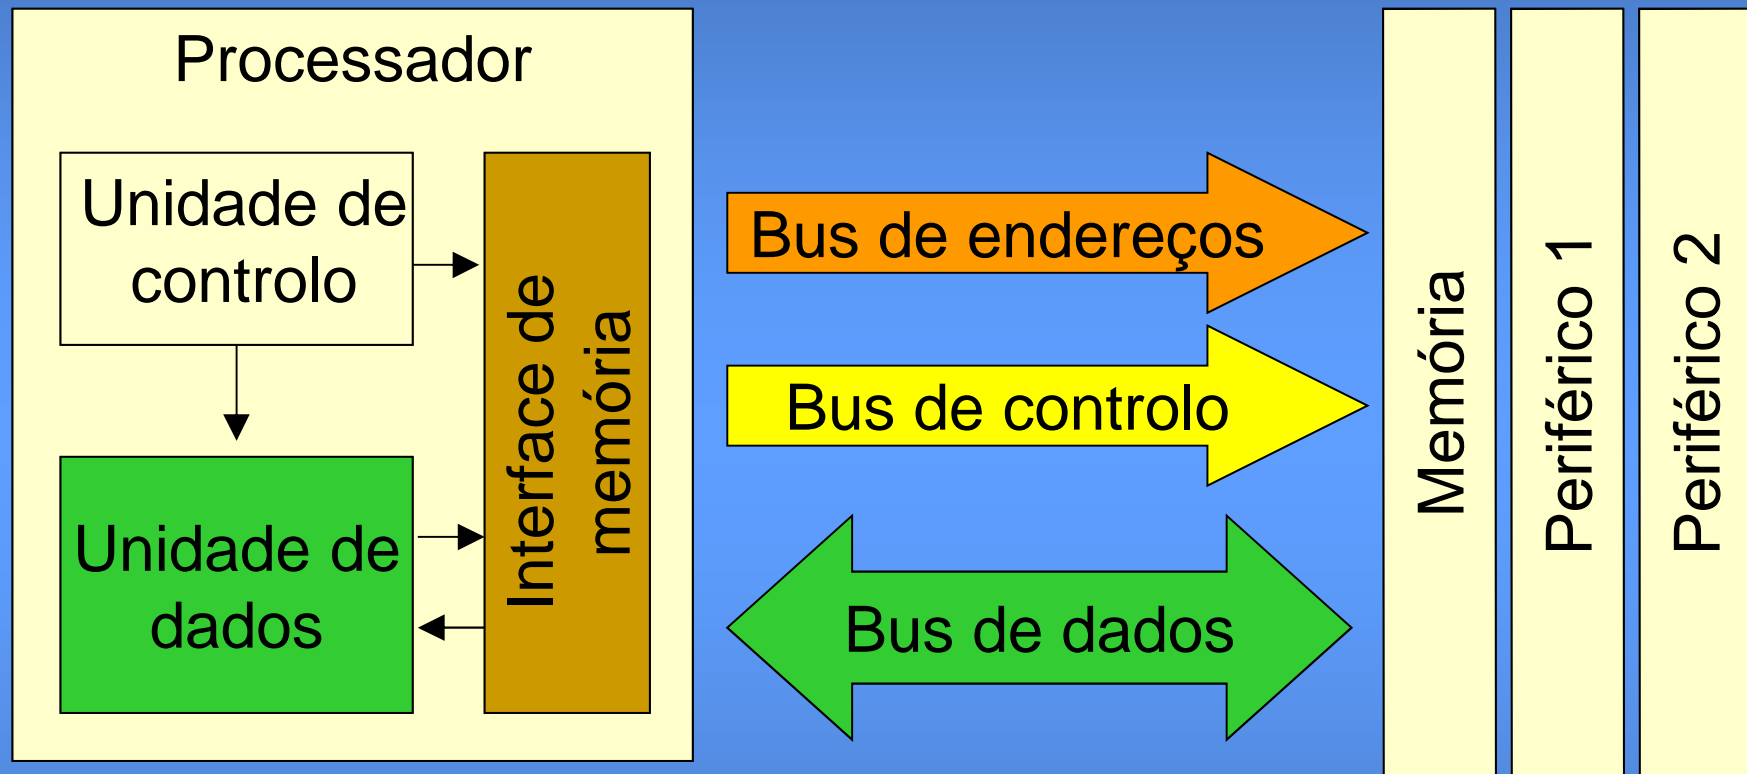 Processador
Unidade de
controlo
Interface de
memória
Unidade de
dados
Bus de endereços
Bus de controlo
Bus de dados
Memória
Periférico 1
Periférico 2